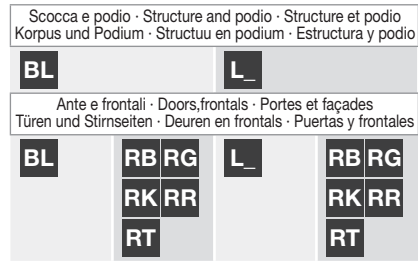 Scocca e podio · Structure and podio · Structure et podio
Korpus und Podium · Structuu en podium · Estructura y podio
BL L_
Ante e frontali · Doors,frontals · Portes et façades
Türen und Stirnseiten · Deuren en frontals · Puertas y frontales
BL RB RG L_ RB RG
RK RR RK RR
RT RT